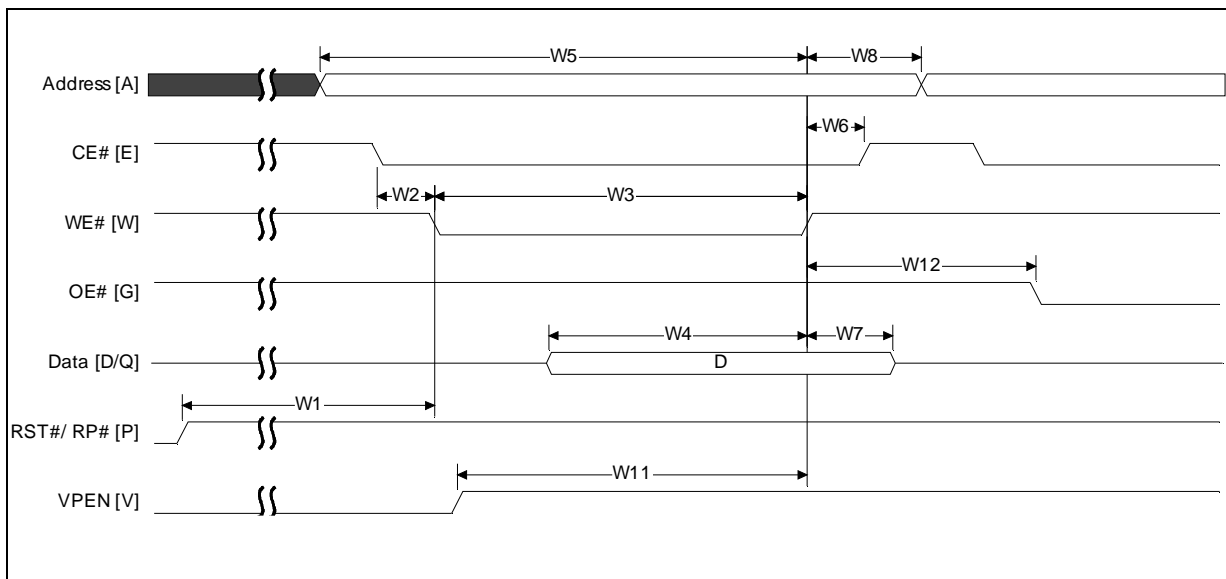 W5
W8
Address [A]
W6
CE# [E]
W2
W3
WE# [W]
W12
OE# [G]
W4
W7
Data [D/Q]
D
W1
RST#/ RP# [P]
W11
VPEN [V]